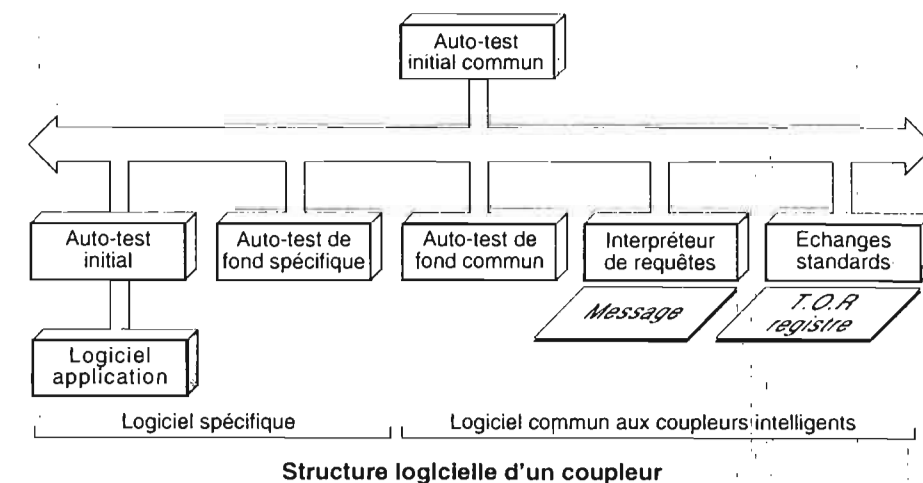 Auto-test
initial commun
Auto-test
initial
Auto-test de
fond spécifique
Auto-test de
fond commun
Interpréteur
de requêtes
Echanges
standards
Message
T.O.R
registre
Logiciel
application
Logiciel spécifique
Logiciel commun aux coupleurs intelligents
Structure logicielle d'un coupleur